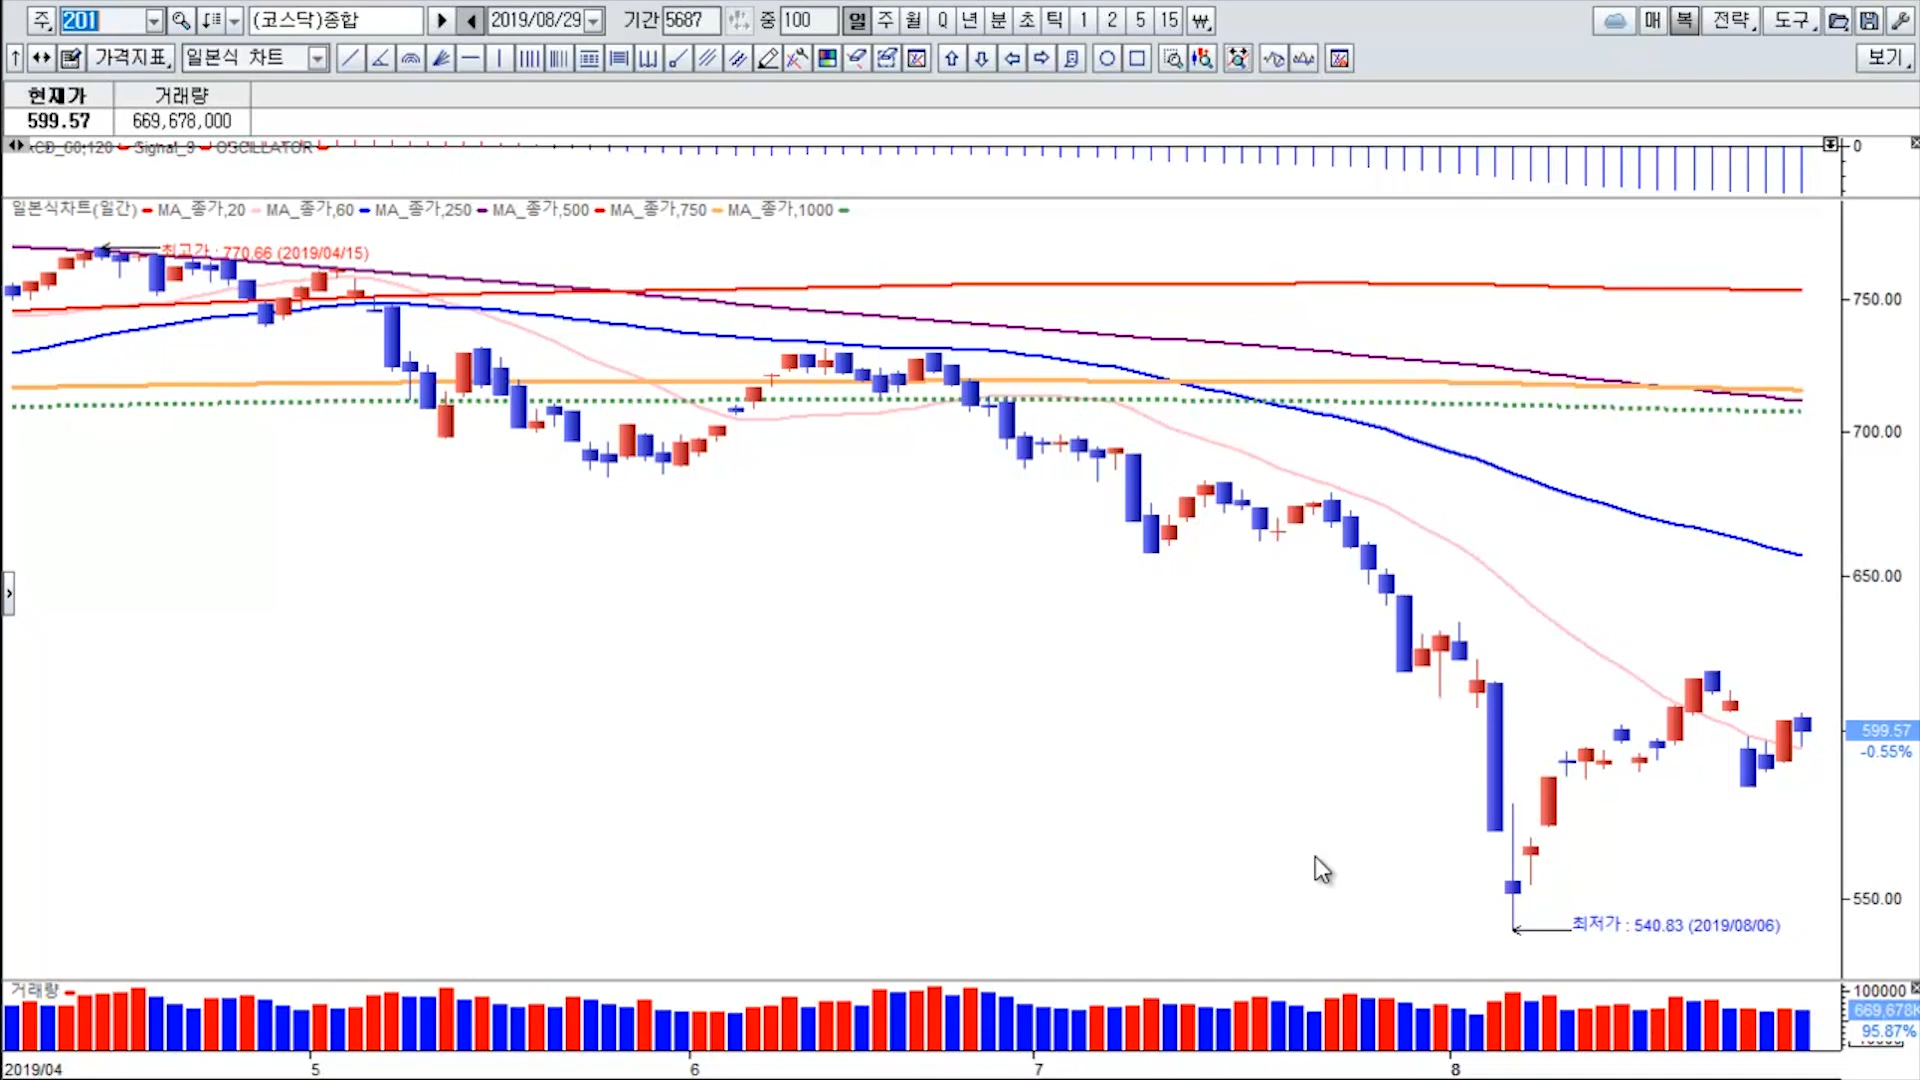 주 201 (코스닥)종합 2019/08/29 기간 5687 중 100 일 주 월 Q 년 분 초 틱 1 2 5 15 ₩ 매 복 전략 도구
가격지표 일본식 차트 보기
현재가 거래량
599.57 669,678,000
CD_60;120 Signal_9 OSCILLATOR 0
일본식차트(일간) MA_종가,20 MA_종가,60 MA_종가,250 MA_종가,500 MA_종가,750 MA_종가,1000
최고가 : 770.66 (2019/04/15)
750.00
700.00
650.00
599.57
-0.55%
550.00
최저가 : 540.83 (2019/08/06)
거래량 100000
669,678K
95.87%
2019/04 5 6 7 8